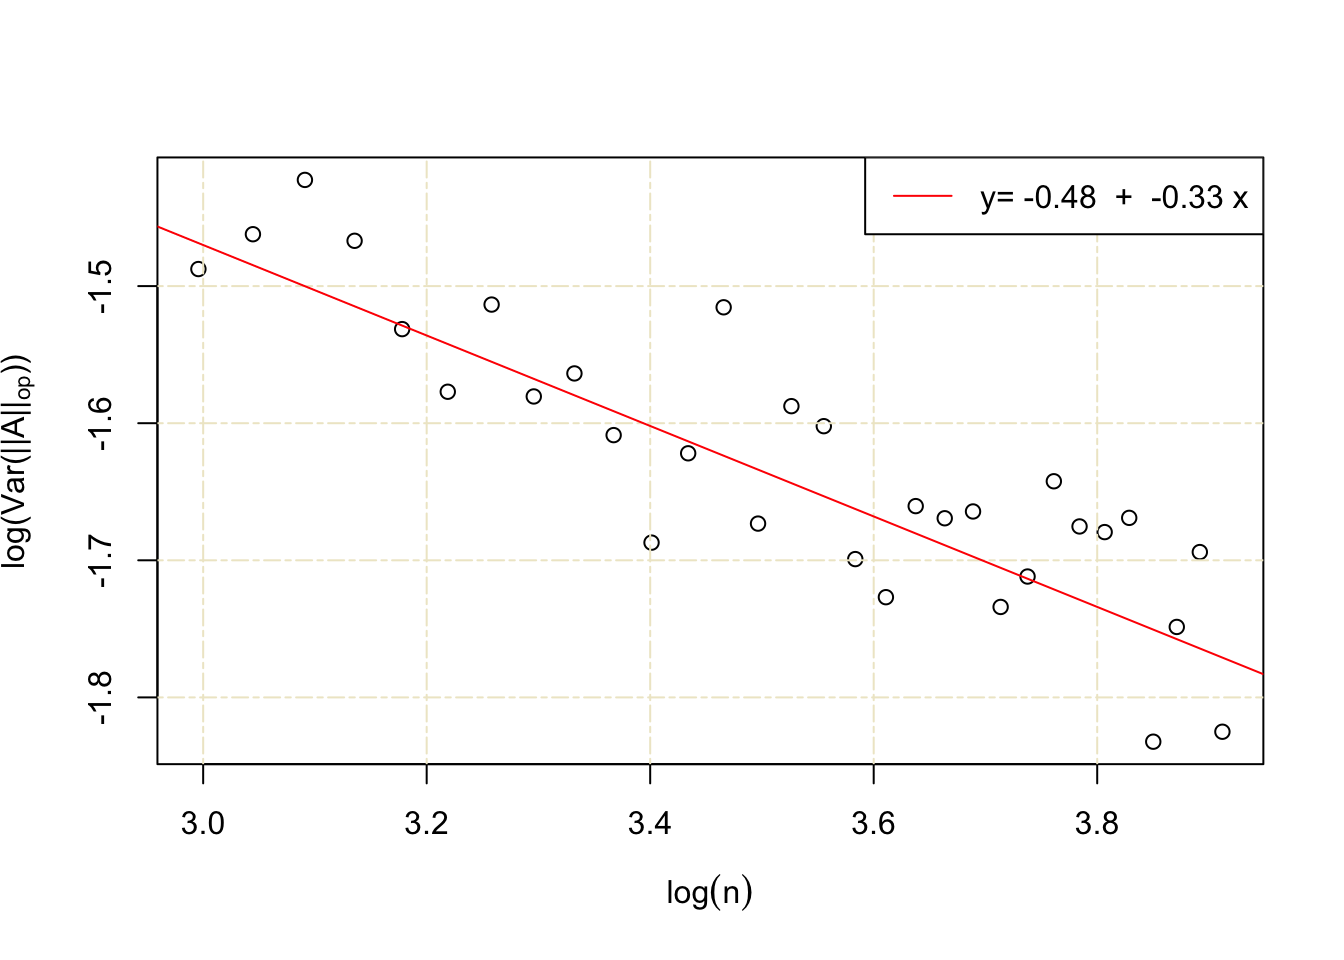 y= -0.48 + -0.33 x
log(Var(||A||op))
-1.5
-1.6
-1.7
-1.8
3.0 3.2 3.4 3.6 3.8
log(n)